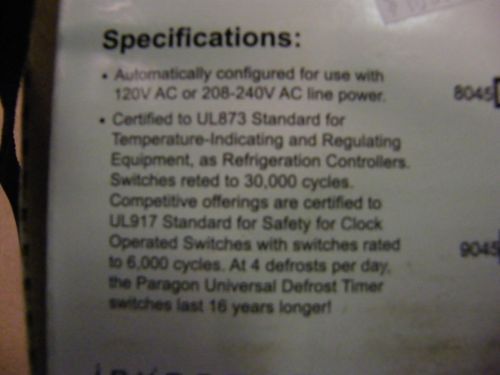 Specifications:
• Automatically configured for use with
120V AC or 208-240V AC line power.
8045
• Certified to UL873 Standard for
Temperature-Indicating and Regulating
Equipment, as Refrigeration Controllers.
Switches reted to 30,000 cycles.
Competitive offerings are certified to
UL917 Standard for Safety for Clock
Operated Switches with switches rated
9045
to 6,000 cycles. At 4 defrosts per day,
the Paragon Universal Defrost Timer
switches last 16 years longer!